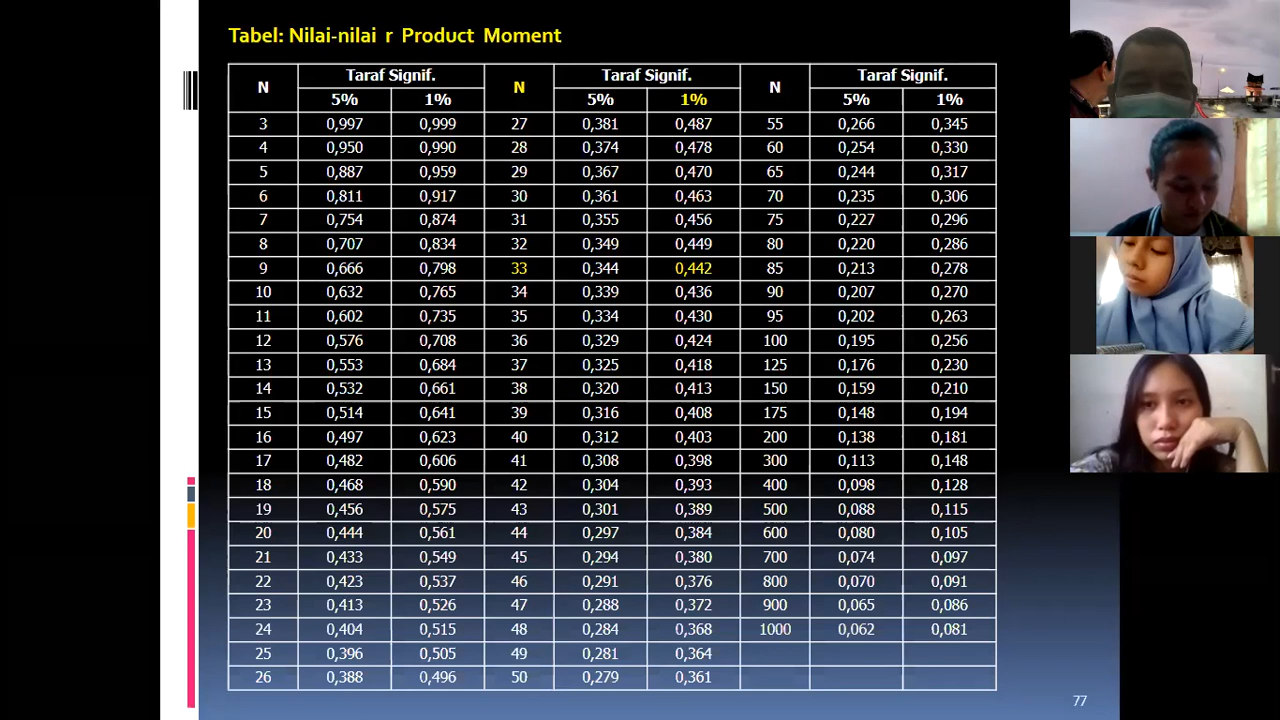 Tabel: Nilai-nilai r Product Moment
N Taraf Signif. N Taraf Signif. N Taraf Signif.
5% 1% 5% 1% 5% 1%
3 0,997 0,999 27 0,381 0,487 55 0,266 0,345
4 0,950 0,990 28 0,374 0,478 60 0,254 0,330
5 0,887 0,959 29 0,367 0,470 65 0,244 0,317
6 0,811 0,917 30 0,361 0,463 70 0,235 0,306
7 0,754 0,874 31 0,355 0,456 75 0,227 0,296
8 0,707 0,834 32 0,349 0,449 80 0,220 0,286
9 0,666 0,798 33 0,344 0,442 85 0,213 0,278
10 0,632 0,765 34 0,339 0,436 90 0,207 0,270
11 0,602 0,735 35 0,334 0,430 95 0,202 0,263
12 0,576 0,708 36 0,329 0,424 100 0,195 0,256
13 0,553 0,684 37 0,325 0,418 125 0,176 0,230
14 0,532 0,661 38 0,320 0,413 150 0,159 0,210
15 0,514 0,641 39 0,316 0,408 175 0,148 0,194
16 0,497 0,623 40 0,312 0,403 200 0,138 0,181
17 0,482 0,606 41 0,308 0,398 300 0,113 0,148
18 0,468 0,590 42 0,304 0,393 400 0,098 0,128
19 0,456 0,575 43 0,301 0,389 500 0,088 0,115
20 0,444 0,561 44 0,297 0,384 600 0,080 0,105
21 0,433 0,549 45 0,294 0,380 700 0,074 0,097
22 0,423 0,537 46 0,291 0,376 800 0,070 0,091
23 0,413 0,526 47 0,288 0,372 900 0,065 0,086
24 0,404 0,515 48 0,284 0,368 1000 0,062 0,081
25 0,396 0,505 49 0,281 0,364
26 0,388 0,496 50 0,279 0,361
77